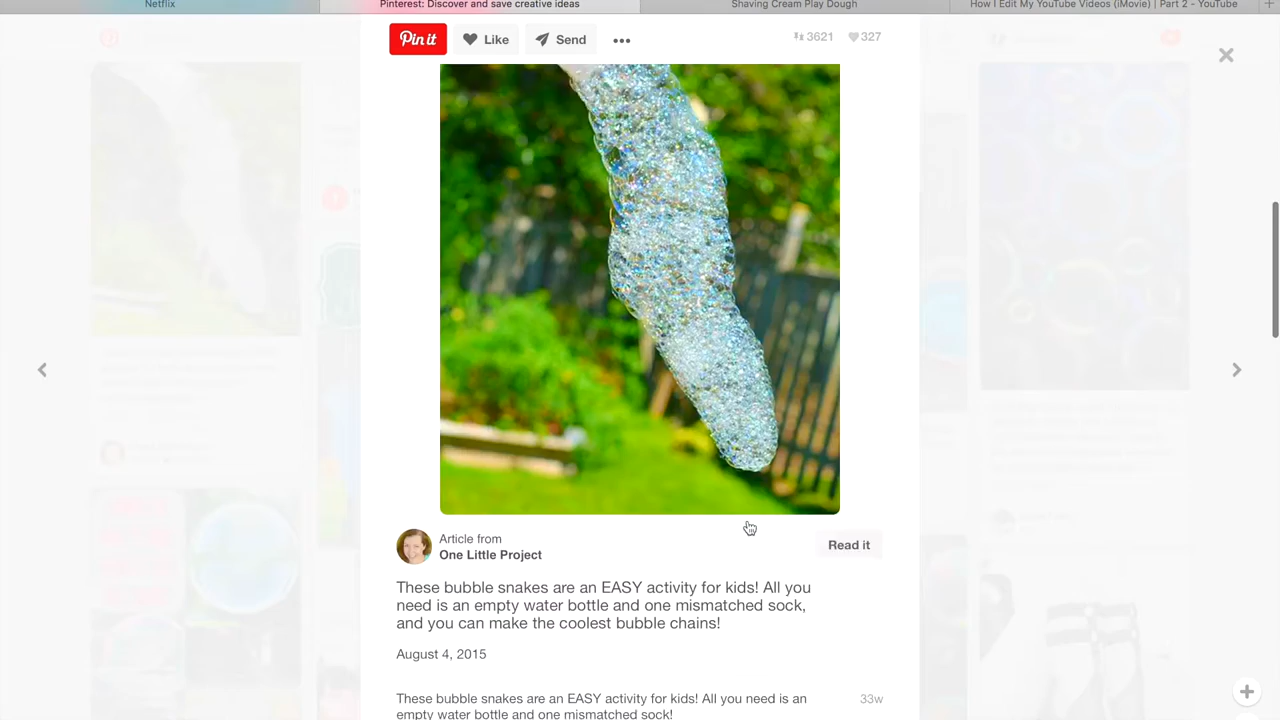 Netflix
Pinterest: Discover and save creative ideas
Shaving Cream Play Dough
How I Edit My YouTube Videos (iMovie) | Part 2 - YouTube
Pin it
Like
Send
3621
327
Article from
One Little Project
Read it
These bubble snakes are an EASY activity for kids! All you
need is an empty water bottle and one mismatched sock,
and you can make the coolest bubble chains!
August 4, 2015
These bubble snakes are an EASY activity for kids! All you need is an
33w
empty water bottle and one mismatched sock!